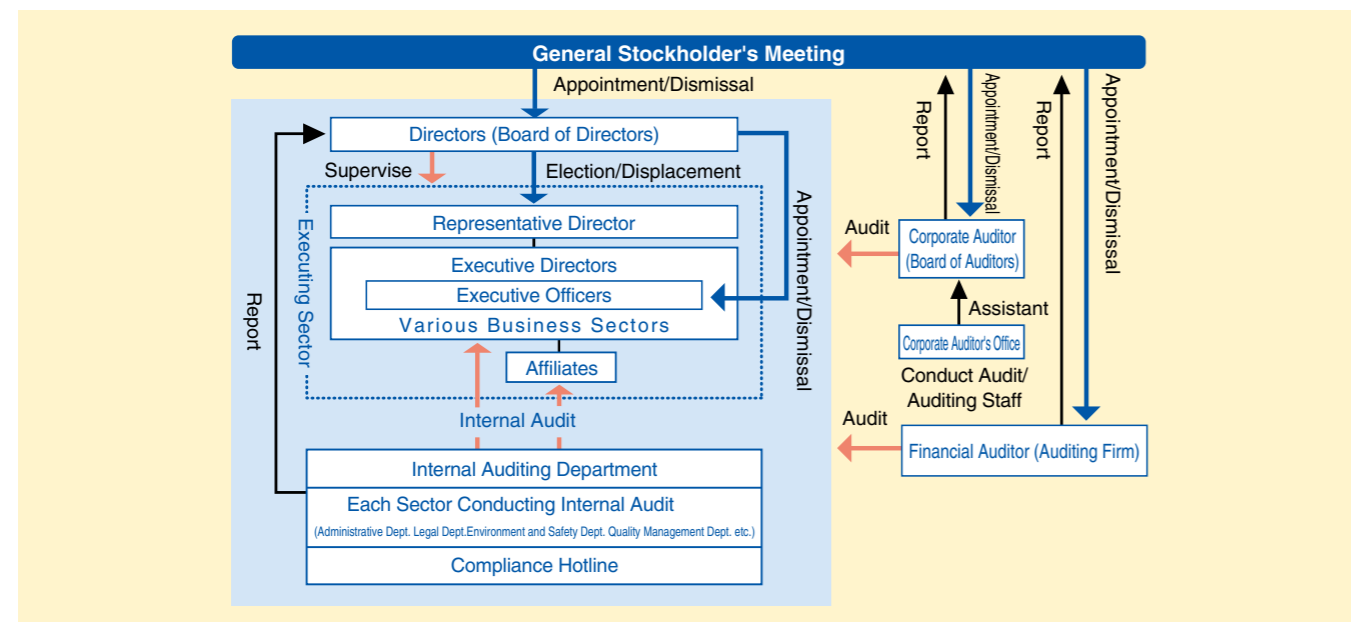 General Stockholder's Meeting
Appointment/Dismissal
Directors (Board of Directors)
Supervise
Election/Displacement
Executing Sector
Representative Director
Executive Directors
Executive Officers
Various Business Sectors
Affiliates
Appointment/Dismissal
Report
Internal Audit
Internal Auditing Department
Each Sector Conducting Internal Audit
(Administrative Dept. Legal Dept.Environment and Safety Dept. Quality Management Dept. etc.)
Compliance Hotline
Report
Appointment/Dismissal
Report
Appointment/Dismissal
Audit
Corporate Auditor
(Board of Auditors)
Assistant
Corporate Auditor's Office
Conduct Audit/
Auditing Staff
Audit
Financial Auditor (Auditing Firm)